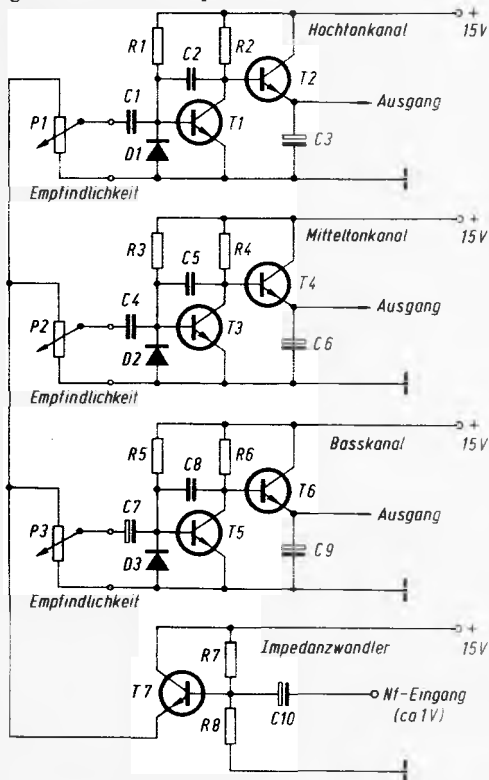 Hochtonkanal
+
15V
R1
R2
C2
T2
C1
P1
T1
Ausgang
C3
D1
Empfindlichkeit
Mitteltonkanal
+
15V
R3
R4
C5
T4
C4
P2
T3
Ausgang
C6
D2
Empfindlichkeit
Basskanal
+
15V
R5
R6
C8
T6
C7
P3
T5
Ausgang
C9
D3
Empfindlichkeit
Impedanzwandler
+
15V
R7
T7
Nf-Eingang
(ca 1V)
C10
R8